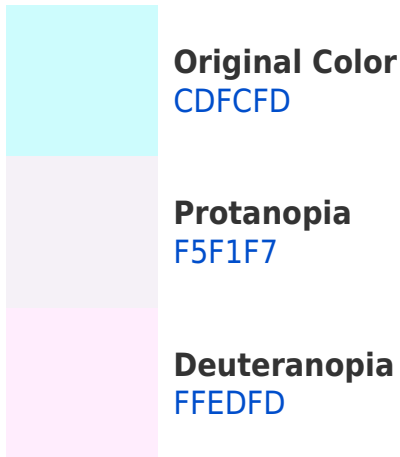 Original Color
CDFCFD
Protanopia
F5F1F7
Deuteranopia
FFEDFD